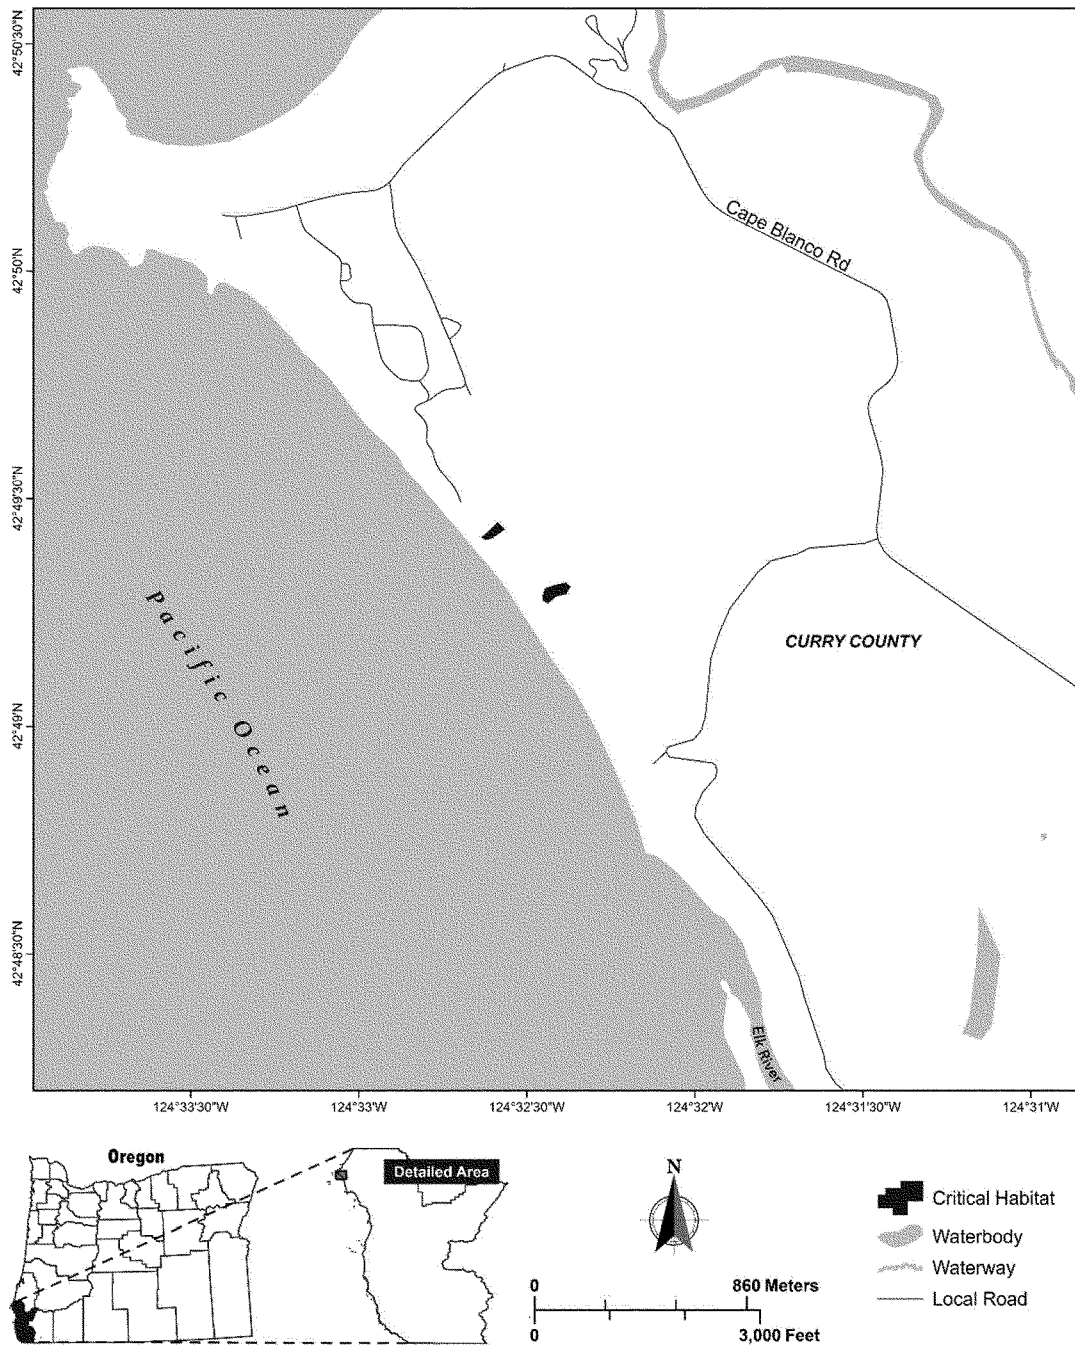 42°50'30"N
42°50'N
42°49'30"N
42°49'N
42°48'30"N
Cape Blanco Rd
CURRY COUNTY
Pacific Ocean
Elk River
124°33'30"W
124°33'W
124°32'30"W
124°32'W
124°31'30"W
124°31'W
Oregon
Detailed Area
N
0
860 Meters
0
3,000 Feet
Critical Habitat
Waterbody
Waterway
Local Road